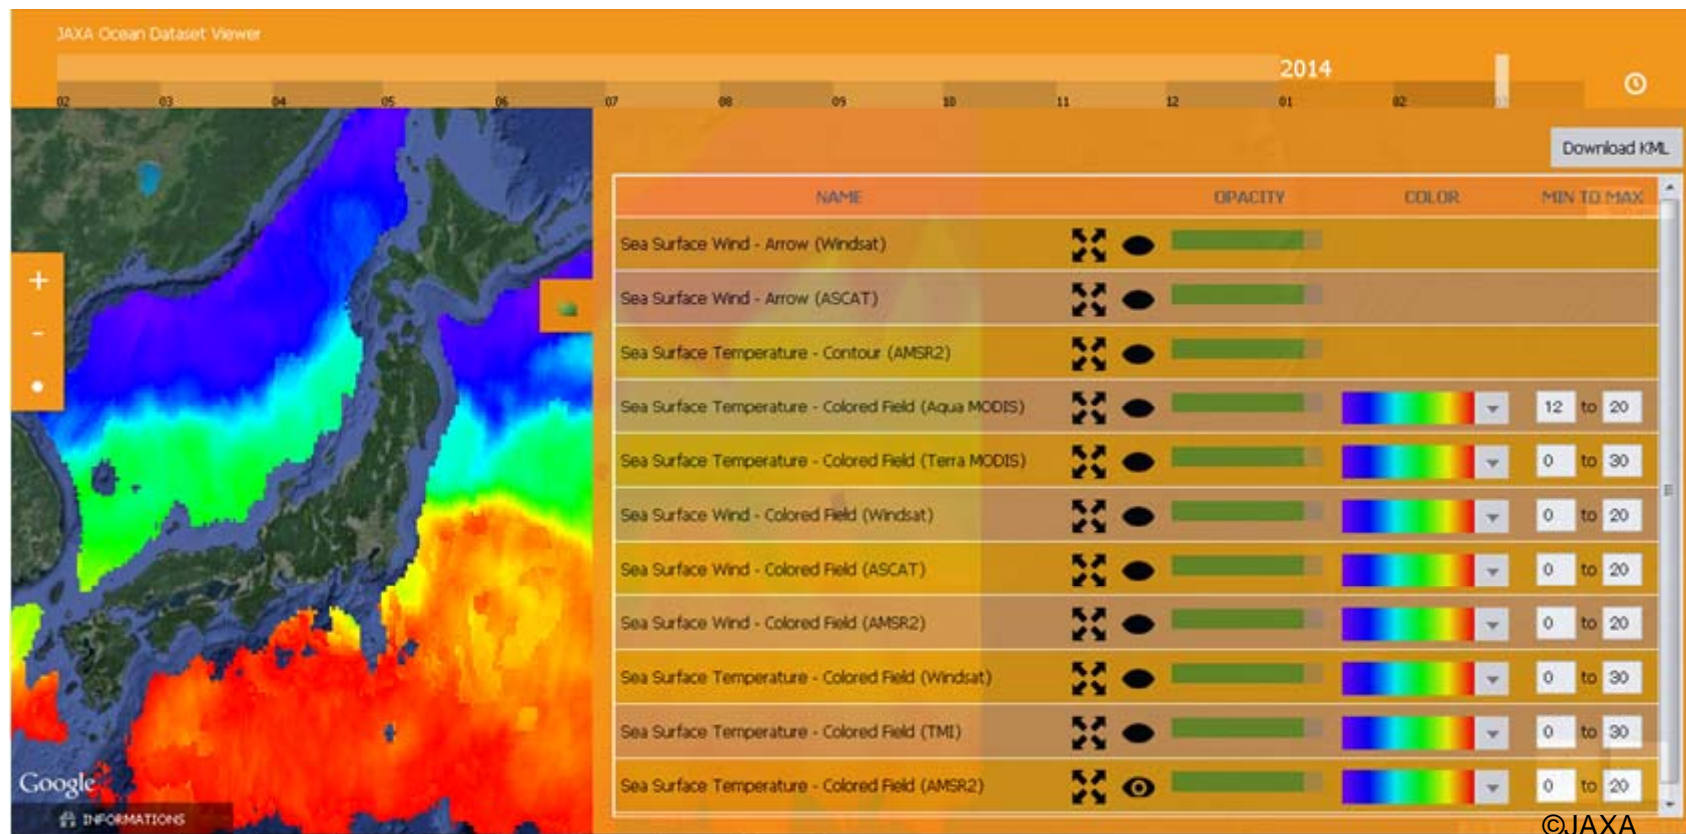 JAXA Ocean Dataset Viewer
2014
02 03 04 05 06 07 08 09 10 11 12 01 02 03
Download KML
NAME OPACITY COLOR MIN TO MAX
Sea Surface Wind - Arrow (Windsat)
Sea Surface Wind - Arrow (ASCAT)
Sea Surface Temperature - Contour (AMSR2)
Sea Surface Temperature - Colored Field (Aqua MODIS) 12 to 20
Sea Surface Temperature - Colored Field (Terra MODIS) 0 to 30
Sea Surface Wind - Colored Field (Windsat) 0 to 20
Sea Surface Wind - Colored Field (ASCAT) 0 to 20
Sea Surface Wind - Colored Field (AMSR2) 0 to 20
Sea Surface Temperature - Colored Field (Windsat) 0 to 30
Sea Surface Temperature - Colored Field (TMI) 0 to 30
Sea Surface Temperature - Colored Field (AMSR2) 0 to 20
Google
INFORMATIONS
©JAXA